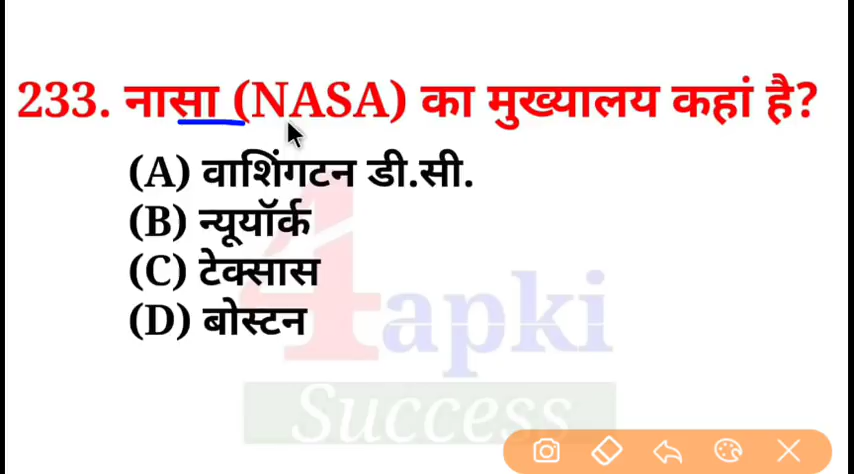 233. नासा (NASA) का मुख्यालय कहां है?
(A) वाशिंगटन डी.सी.
(B) न्यूयॉर्क
(C) टेक्सास
(D) बोस्टन
4apki
Success